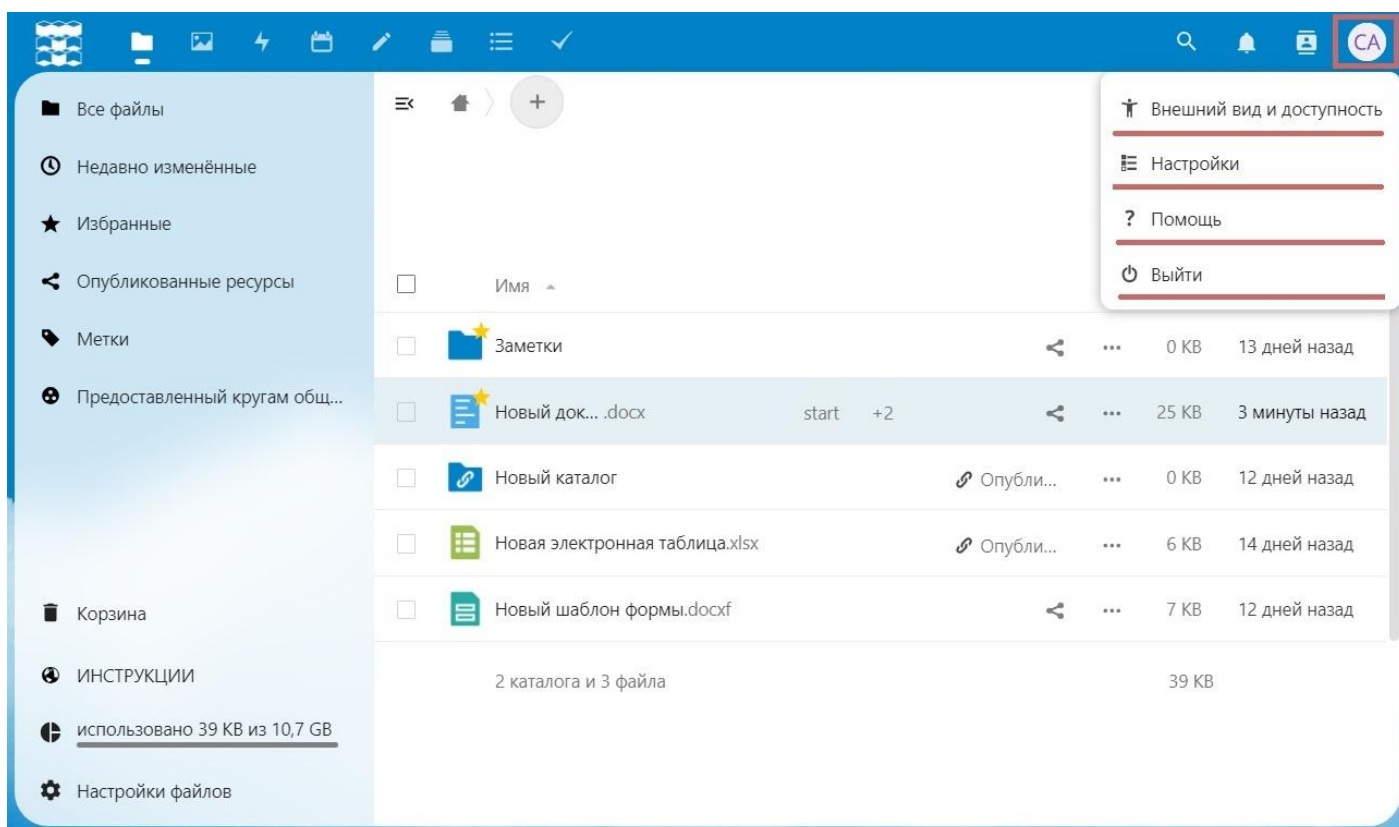 СА
Все файлы
Недавно изменённые
Избранные
Опубликованные ресурсы
Метки
Предоставленный кругам общ...
Корзина
ИНСТРУКЦИИ
использовано 39 KB из 10,7 GB
Настройки файлов
Внешний вид и доступность
Настройки
? Помощь
Выйти
Имя
Заметки 0 KB 13 дней назад
Новый док... .docx start +2 25 KB 3 минуты назад
Новый каталог Опубли... 0 KB 12 дней назад
Новая электронная таблица.xlsx Опубли... 6 KB 14 дней назад
Новый шаблон формы.docxf 7 KB 12 дней назад
2 каталога и 3 файла 39 KB